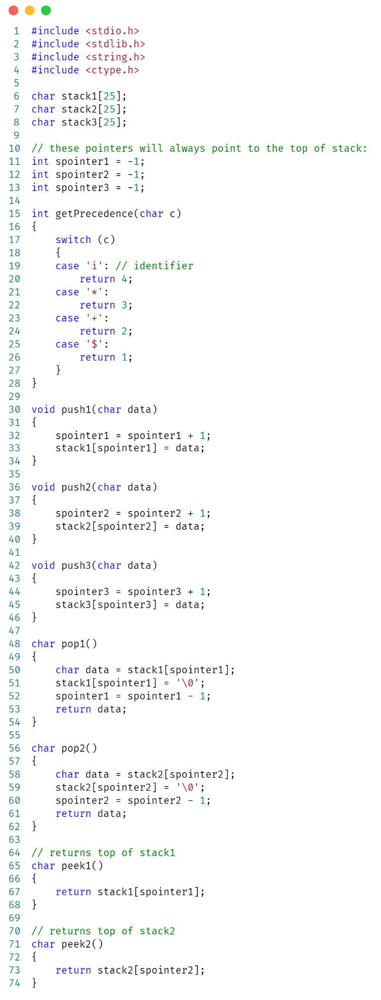 1 #include <stdio.h>
2 #include <stdlib.h>
3 #include <string.h>
4 #include <ctype.h>
5
6 char stack1[25];
7 char stack2[25];
8 char stack3[25];
9
10 // these pointers will always point to the top of stack:
11 int spointer1 = -1;
12 int spointer2 = -1;
13 int spointer3 = -1;
14
15 int getPrecedence(char c)
16 {
17     switch (c)
18     {
19     case 'i': // identifier
20         return 4;
21     case '*':
22         return 3;
23     case '+':
24         return 2;
25     case '$':
26         return 1;
27     }
28 }
29
30 void push1(char data)
31 {
32     spointer1 = spointer1 + 1;
33     stack1[spointer1] = data;
34 }
35
36 void push2(char data)
37 {
38     spointer2 = spointer2 + 1;
39     stack2[spointer2] = data;
40 }
41
42 void push3(char data)
43 {
44     spointer3 = spointer3 + 1;
45     stack3[spointer3] = data;
46 }
47
48 char pop1()
49 {
50     char data = stack1[spointer1];
51     stack1[spointer1] = '\0';
52     spointer1 = spointer1 - 1;
53     return data;
54 }
55
56 char pop2()
57 {
58     char data = stack2[spointer2];
59     stack2[spointer2] = '\0';
60     spointer2 = spointer2 - 1;
61     return data;
62 }
63
64 // returns top of stack1
65 char peek1()
66 {
67     return stack1[spointer1];
68 }
69
70 // returns top of stack2
71 char peek2()
72 {
73     return stack2[spointer2];
74 }